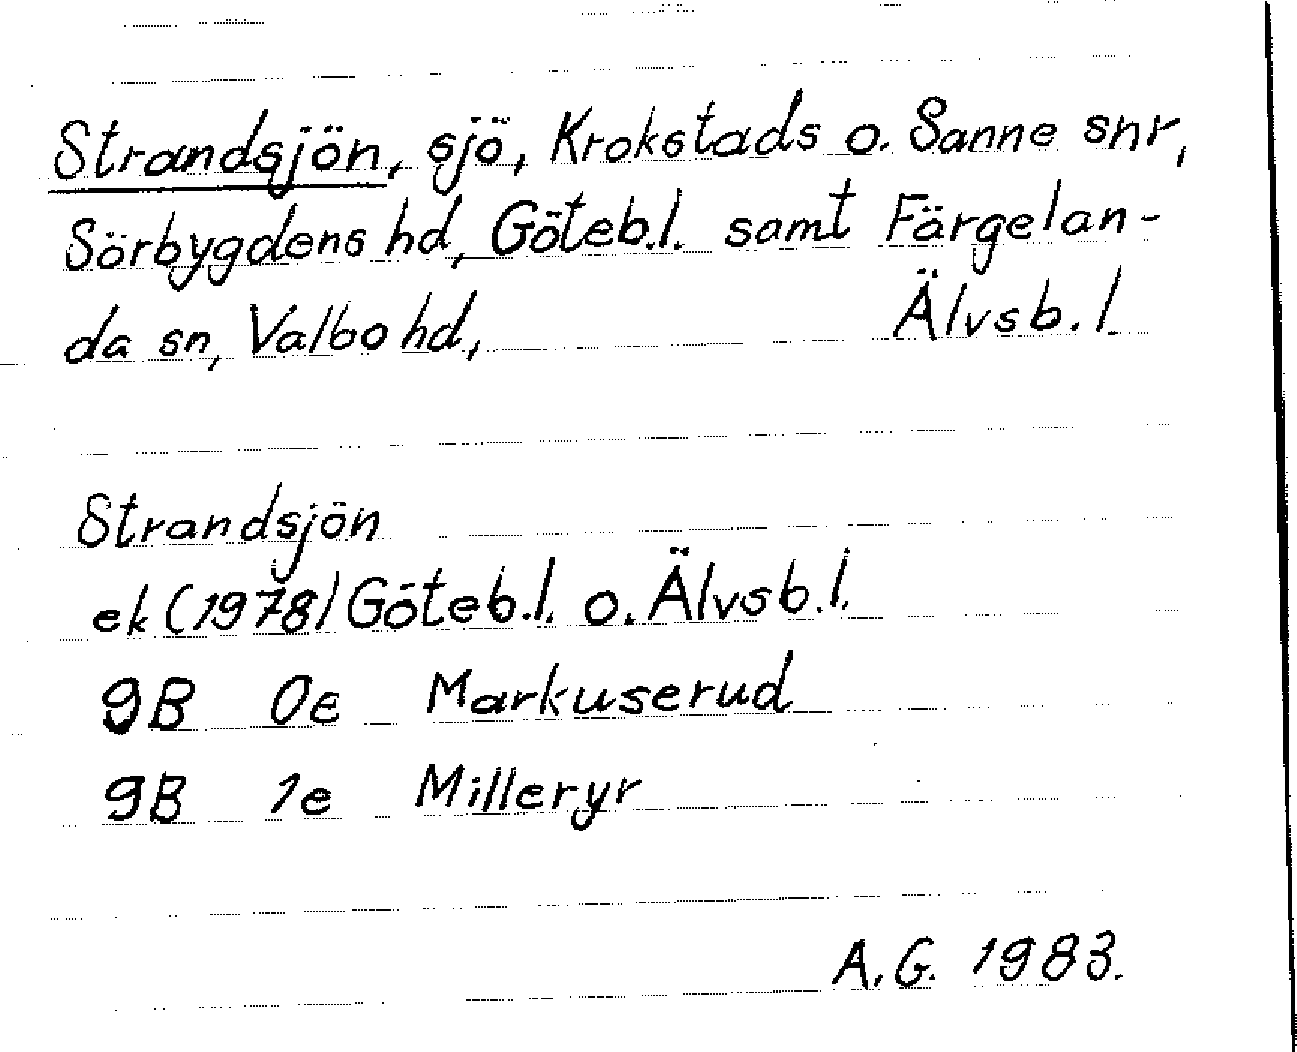 Strandsjön, sjö, Krokstads o. Sanne snr,
Sörbygdens hd, Göteb.l. samt Färgelan-
da sn, Valbo hd, Älvsb.l
Strandsjön
ek (1978) Göteb.l. o. Älvsb.l.
9B 0e Markuserud
9B 1e Milleryr
A.G. 1983.